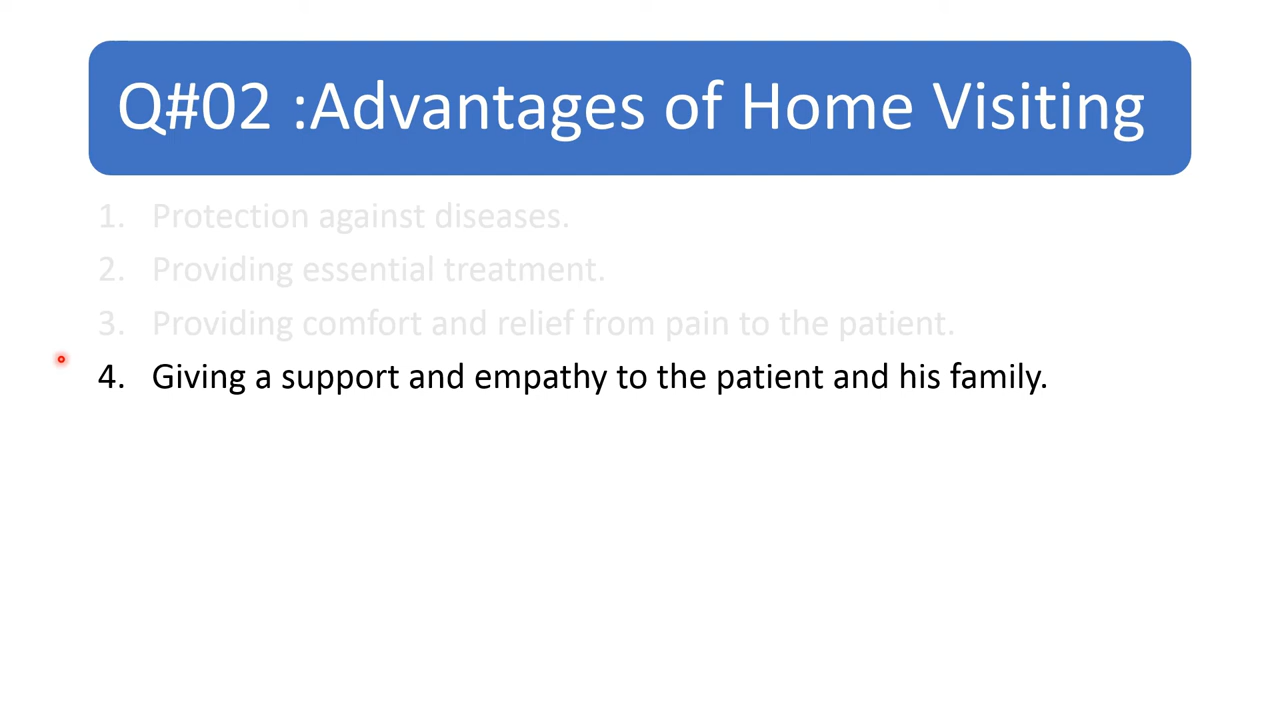 Q#02 :Advantages of Home Visiting
1. Protection against diseases.
2. Providing essential treatment.
3. Providing comfort and relief from pain to the patient.
4. Giving a support and empathy to the patient and his family.